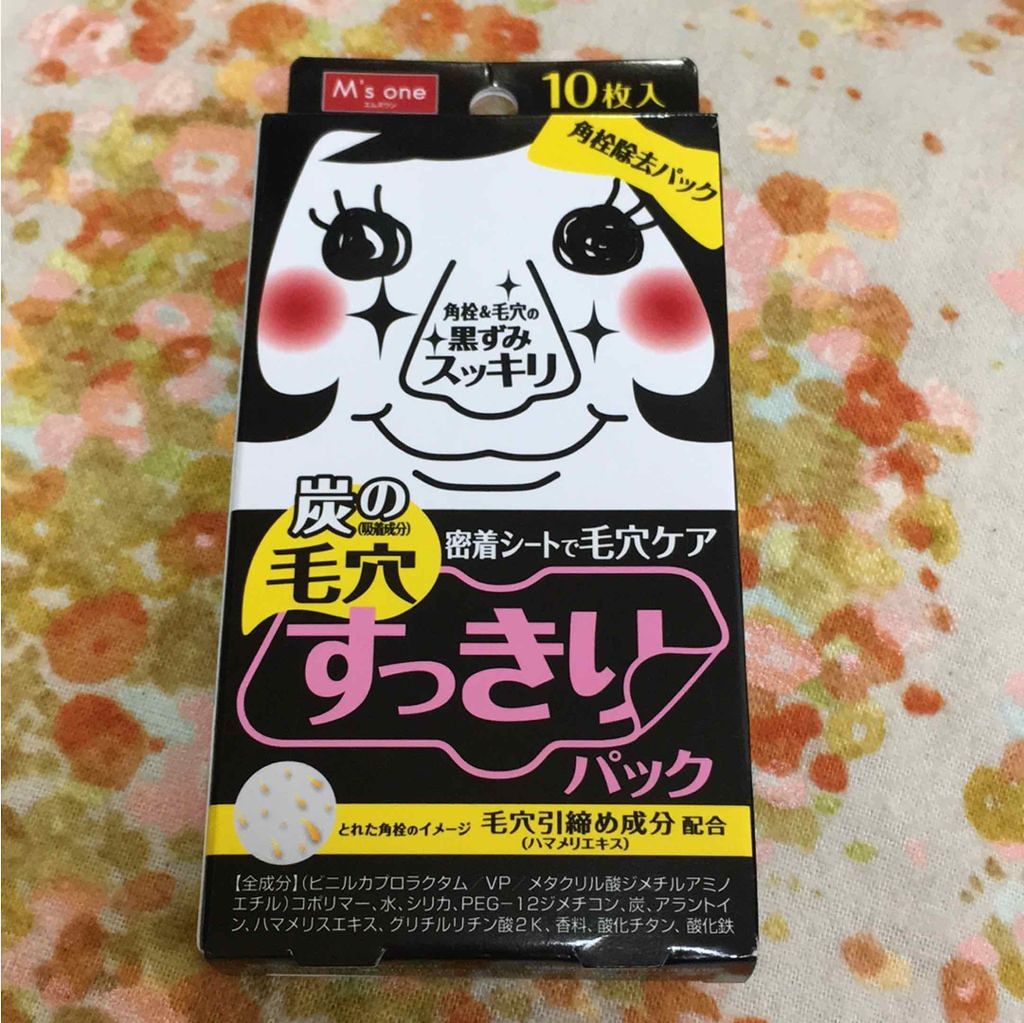 M's one
エムズワン
10枚入
角栓除去パック
角栓&毛穴の
黒ずみ
スッキリ
炭の
(吸着成分)
毛穴
密着シートで毛穴ケア
すっきり
パック
とれた角栓のイメージ
毛穴引締め成分 配合
(ハマメリエキス)
【全成分】(ビニルカプロラクタム/VP/メタクリル酸ジメチルアミノ
エチル)コポリマー、水、シリカ、PEG-12ジメチコン、炭、アラントイ
ン、ハマメリスエキス、グリチルリチン酸2K、香料、酸化チタン、酸化鉄